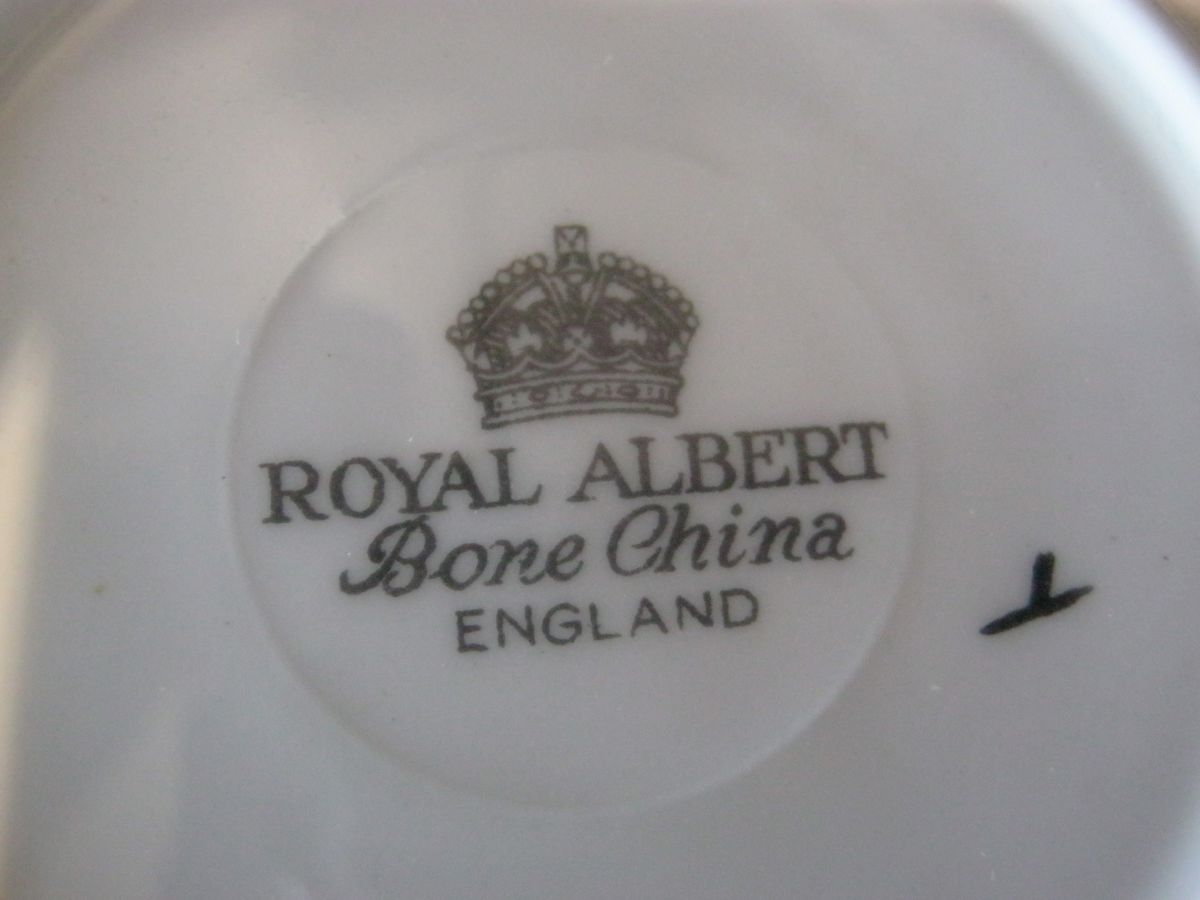 ROYAL ALBERT
Bone China
ENGLAND